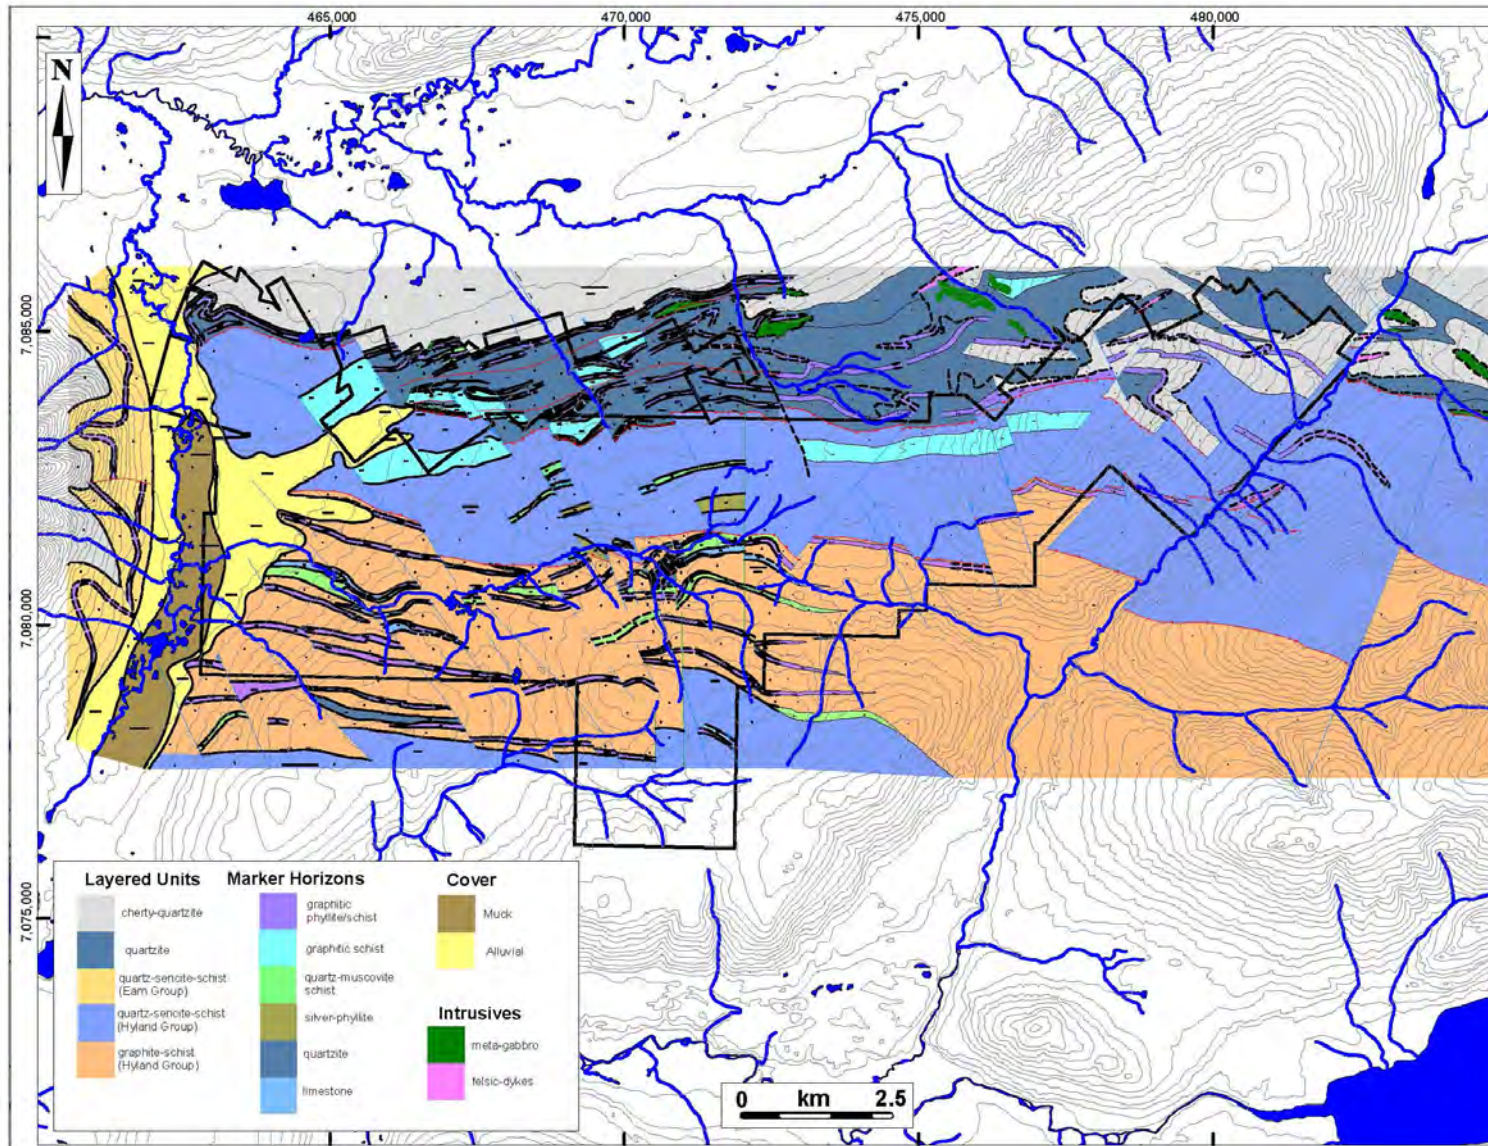 465,000 470,000 475,000 480,000
N
7,085,000
7,080,000
7,075,000
Layered Units
cherty-quartzite
quartzite
quartz-sericite-schist
(Earn Group)
quartz-sericite-schist
(Hyland Group)
graphite-schist
(Hyland Group)
Marker Horizons
graphitic
phyllite/schist
graphitic schist
quartz-muscovite
schist
silver-phyllite
quartzite
limestone
Cover
Muck
Alluvial
Intrusives
meta-gabbro
felsic-dykes
0 km 2.5